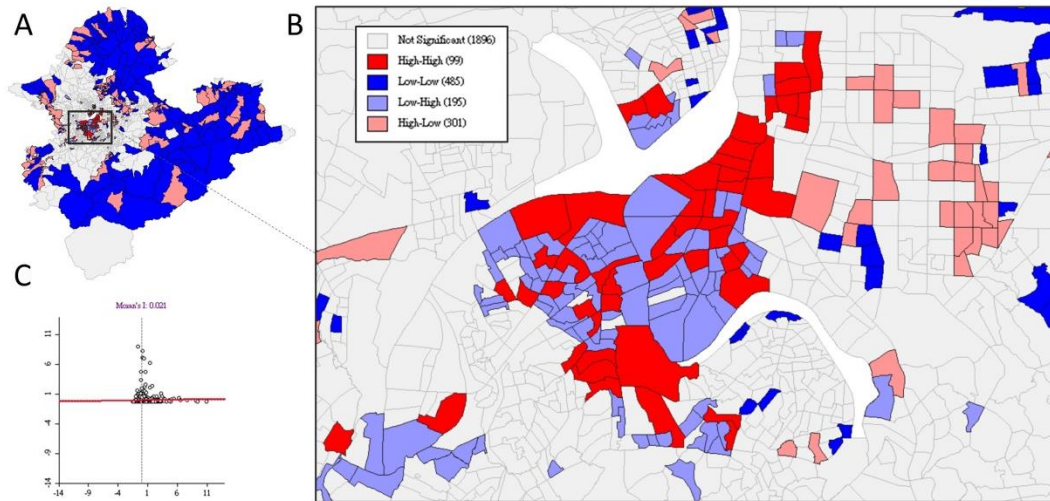 A
B
Not Significant (1896)
High-High (99)
Low-Low (485)
Low-High (195)
High-Low (301)
C
Moran's I: 0.021
11
6
1
-4
-9
-14
-14 -9 -4 1 6 11